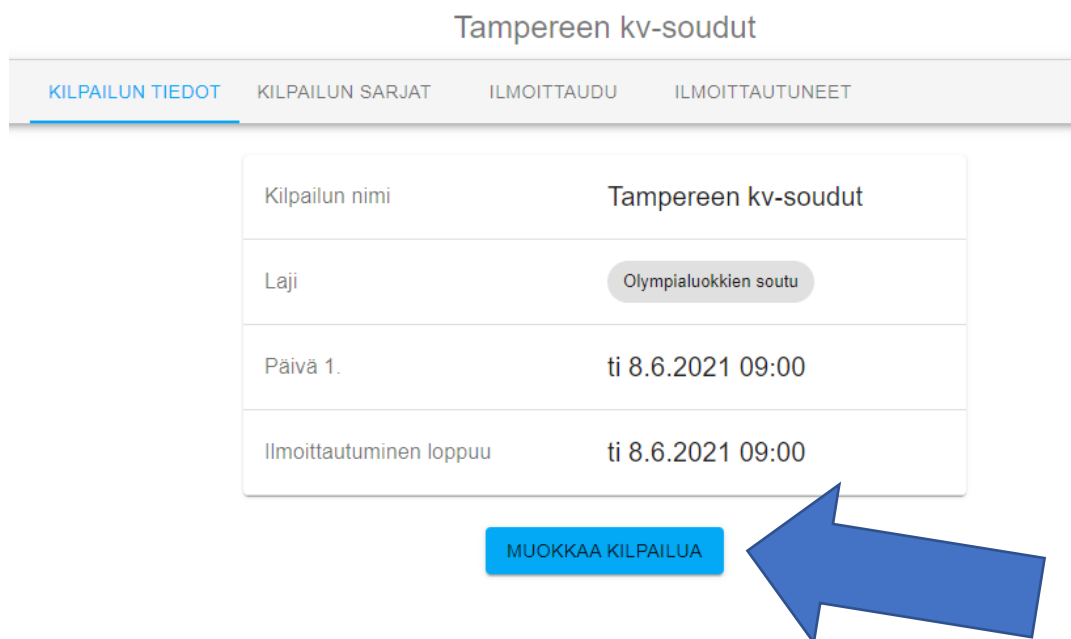 Tampereen kv-soudut
KILPAILUN TIEDOT KILPAILUN SARJAT ILMOITTAUDU ILMOITTAUTUNEET
Kilpailun nimi Tampereen kv-soudut
Laji Olympialuokkien soutu
Päivä 1. ti 8.6.2021 09:00
Ilmoittautuminen loppuu ti 8.6.2021 09:00
MUOKKAA KILPAILUA